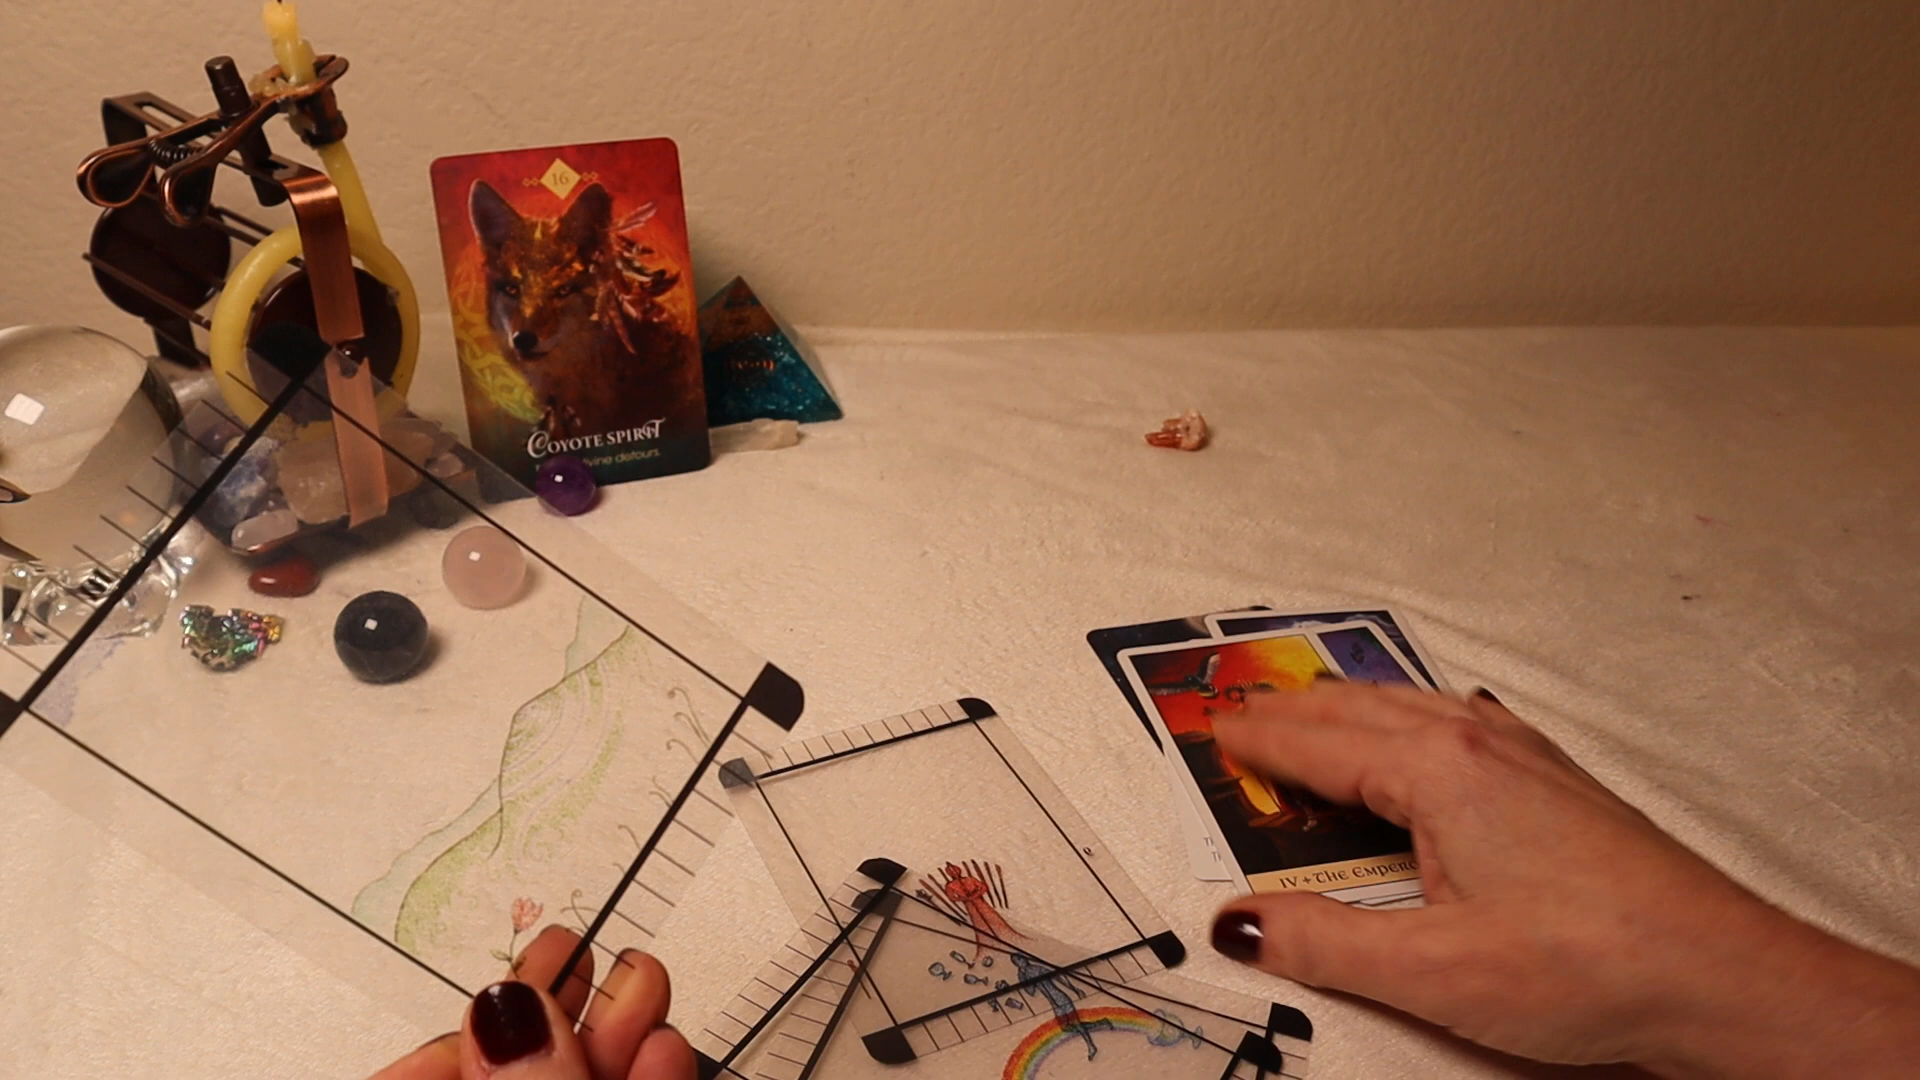 16
COYOTE SPIRIT
divine detours.
IV + THE EMPERO